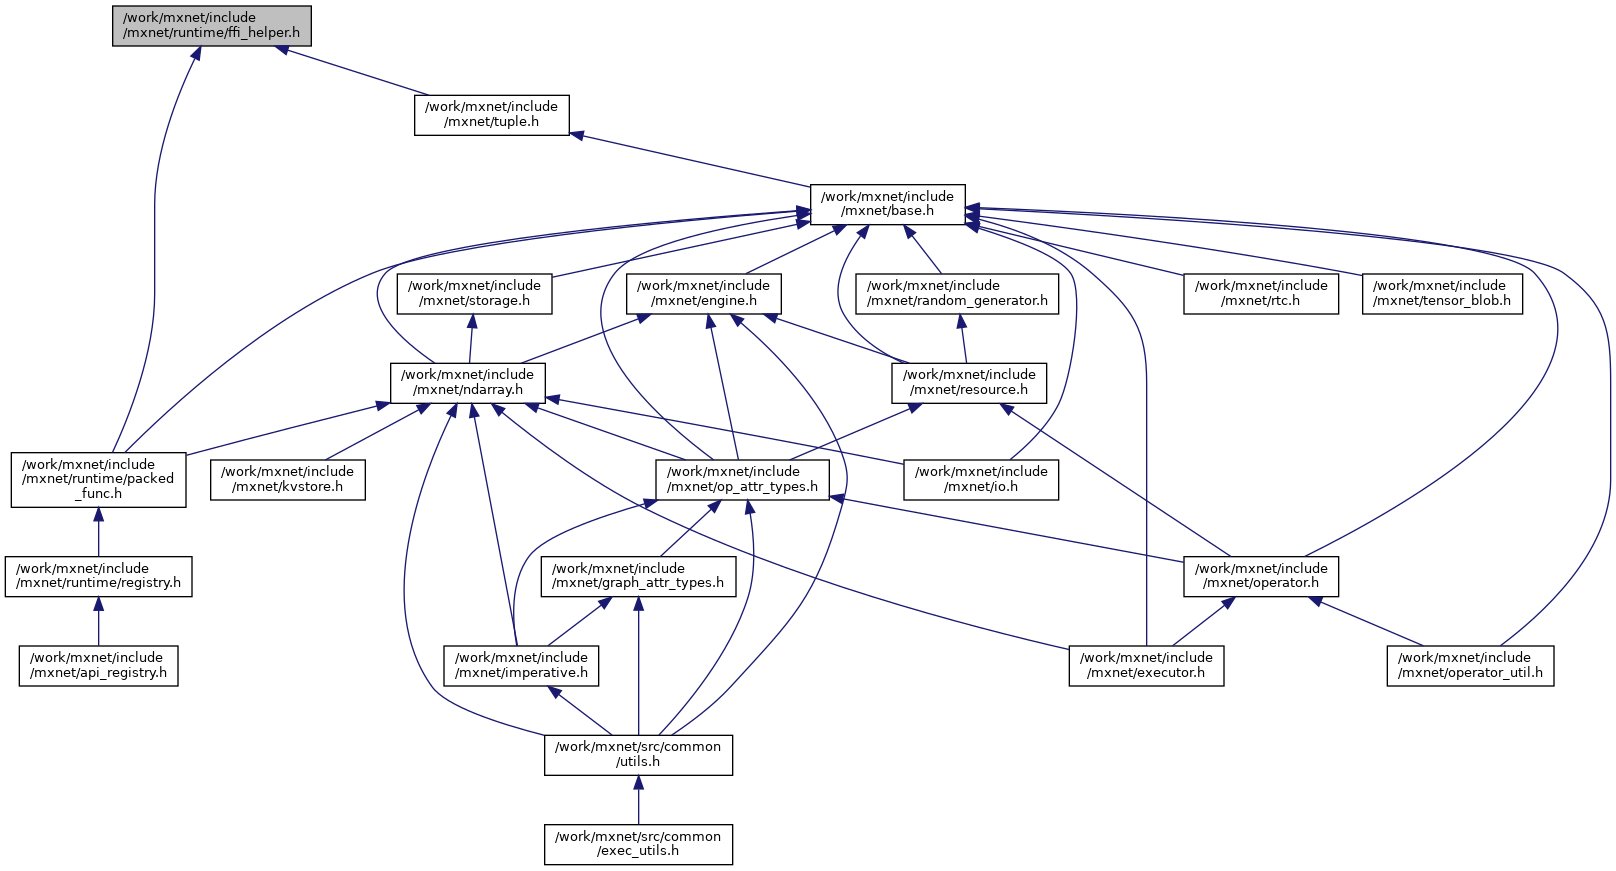 /work/mxnet/include
/mxnet/runtime/ffi_helper.h
/work/mxnet/include
/mxnet/tuple.h
/work/mxnet/include
/mxnet/base.h
/work/mxnet/include
/mxnet/storage.h
/work/mxnet/include
/mxnet/engine.h
/work/mxnet/include
/mxnet/random_generator.h
/work/mxnet/include
/mxnet/rtc.h
/work/mxnet/include
/mxnet/tensor_blob.h
/work/mxnet/include
/mxnet/ndarray.h
/work/mxnet/include
/mxnet/resource.h
/work/mxnet/include
/mxnet/runtime/packed
_func.h
/work/mxnet/include
/mxnet/kvstore.h
/work/mxnet/include
/mxnet/op_attr_types.h
/work/mxnet/include
/mxnet/io.h
/work/mxnet/include
/mxnet/runtime/registry.h
/work/mxnet/include
/mxnet/graph_attr_types.h
/work/mxnet/include
/mxnet/operator.h
/work/mxnet/include
/mxnet/api_registry.h
/work/mxnet/include
/mxnet/imperative.h
/work/mxnet/include
/mxnet/executor.h
/work/mxnet/include
/mxnet/operator_util.h
/work/mxnet/src/common
/utils.h
/work/mxnet/src/common
/exec_utils.h